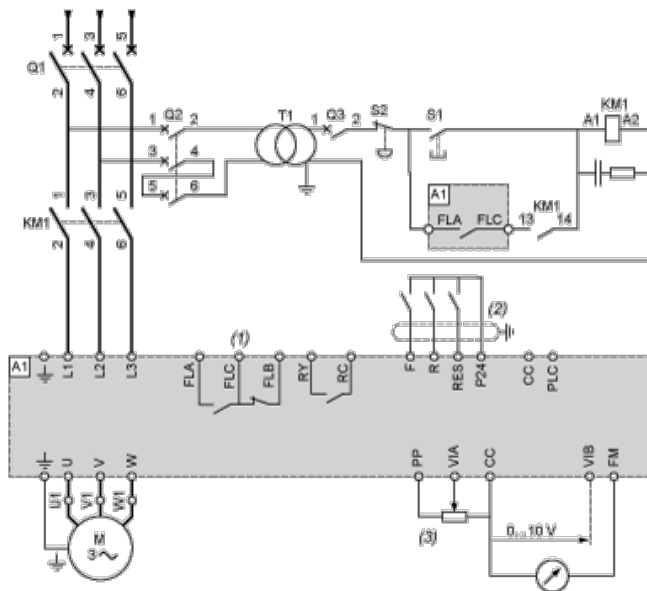 1 3 5
Q1
2 4 6
1 Q2 2 T1 1 Q3 2 S2 S1 A1 KM1 A2
3 4
5 6
A1
FLA FLC 13 KM1 14
1 3 5
KM1
2 4 6
(1) (2)
A1
L1 L2 L3 FLA FLC FLB RY RC F R RES P24 CC PLC
U V W PP VIA CC VIB FM
U1 V1 W1
(3)
0 ... 10 V
M
3 ~